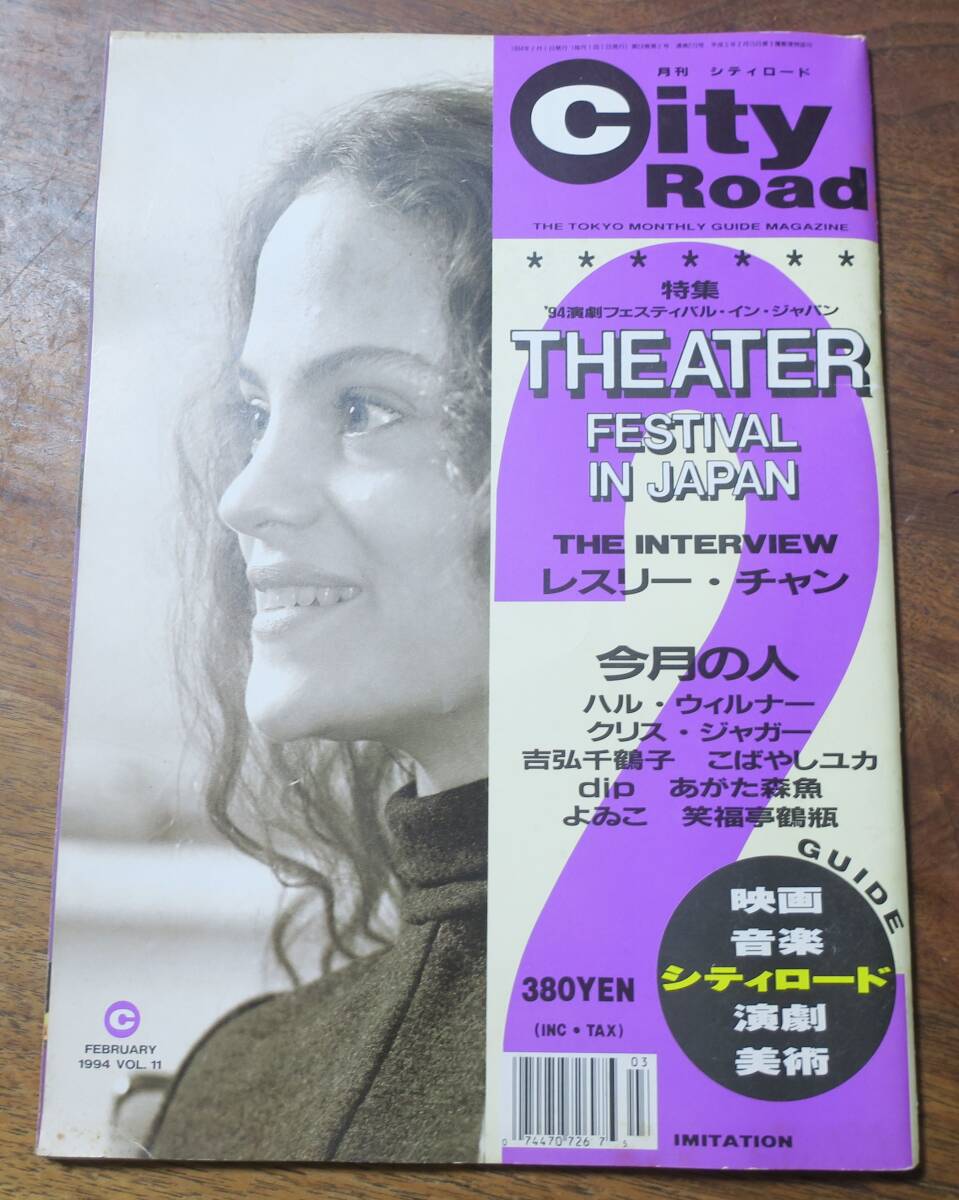 月刊 シティロード
City
Road
THE TOKYO MONTHLY GUIDE MAGAZINE
* * * * * * *
特集
'94演劇フェスティバル・イン・ジャパン
THEATER
FESTIVAL
IN JAPAN
THE INTERVIEW
レスリー・チャン
今月の人
ハル・ウィルナー
クリス・ジャガー
吉弘千鶴子 こばやしユカ
dip あがた森魚
よゐこ 笑福亭鶴瓶
GUIDE
映画
音楽
シティロード
演劇
美術
380YEN
(INC・TAX)
C
FEBRUARY
1994 VOL. 11
03
0 74470 7267 5
IMITATION